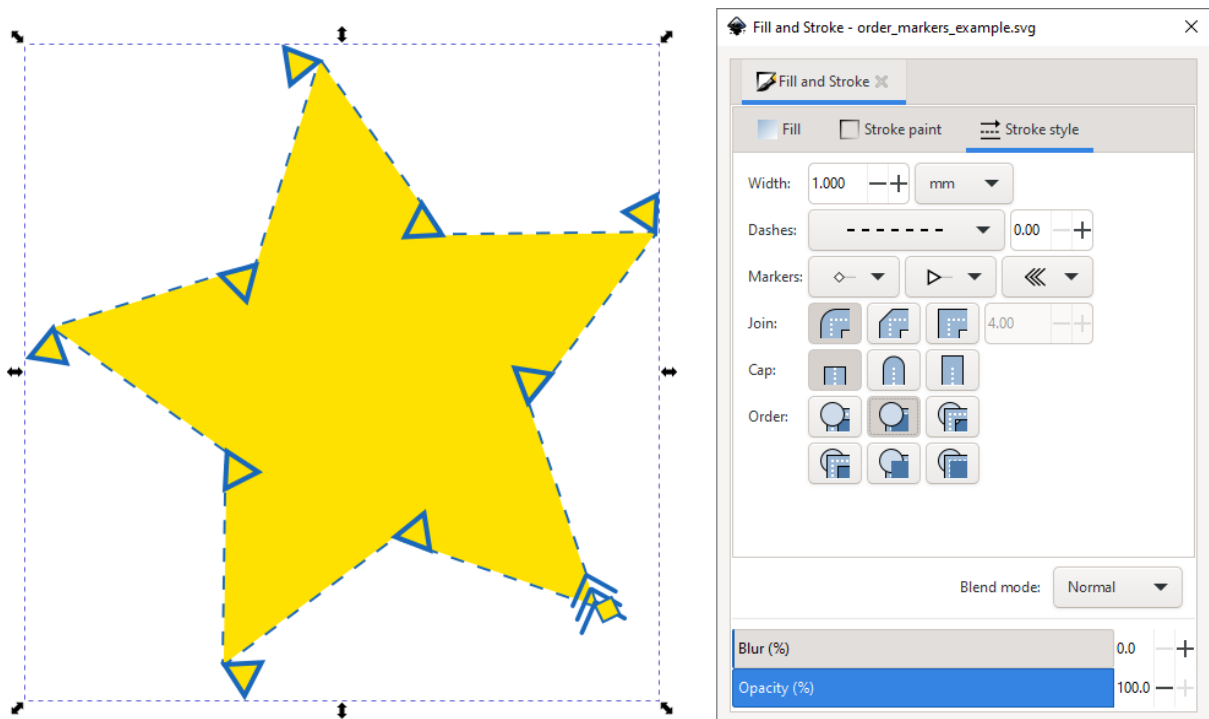 Fill and Stroke - order_markers_example.svg
Fill and Stroke
Fill Stroke paint Stroke style
Width: 1.000 mm
Dashes: 0.00
Markers:
Join: 4.00
Cap:
Order:
Blend mode: Normal
Blur (%) 0.0
Opacity (%) 100.0